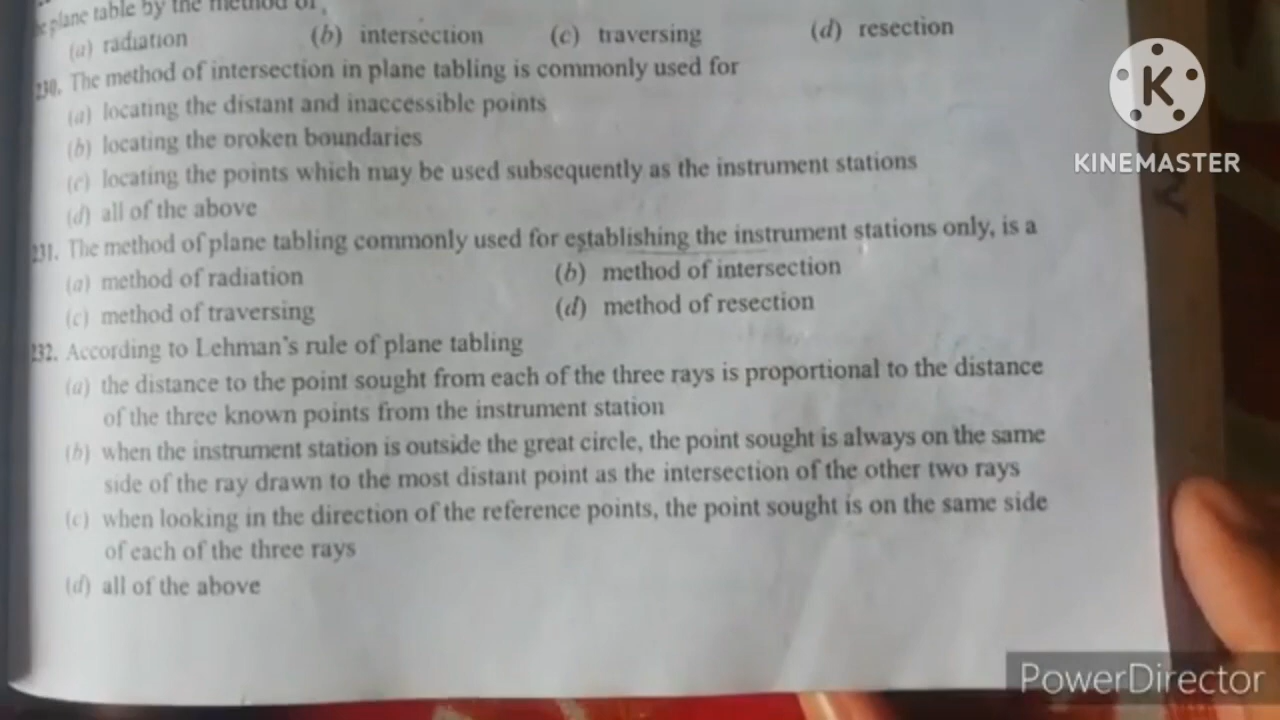 plane table by the method of,
(a) radiation (b) intersection (c) traversing (d) resection
230. The method of intersection in plane tabling is commonly used for
(a) locating the distant and inaccessible points
(b) locating the broken boundaries
(c) locating the points which may be used subsequently as the instrument stations
(d) all of the above
231. The method of plane tabling commonly used for establishing the instrument stations only, is a
(a) method of radiation (b) method of intersection
(c) method of traversing (d) method of resection
232. According to Lehman's rule of plane tabling
(a) the distance to the point sought from each of the three rays is proportional to the distance
of the three known points from the instrument station
(b) when the instrument station is outside the great circle, the point sought is always on the same
side of the ray drawn to the most distant point as the intersection of the other two rays
(c) when looking in the direction of the reference points, the point sought is on the same side
of each of the three rays
(d) all of the above
K
KINEMASTER
PowerDirector